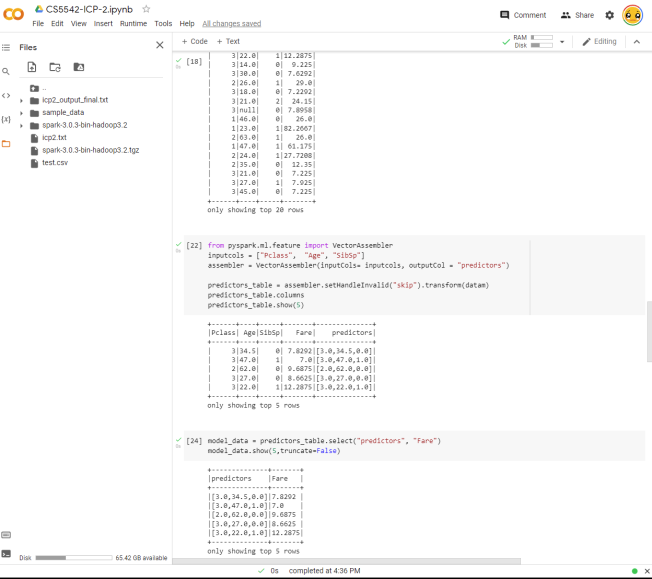 CS5542-ICP-2.ipynb
File Edit View Insert Runtime Tools Help All changes saved
Comment Share
Files
+ Code + Text
RAM
Disk
Editing
..
icp2_output_final.txt
sample_data
spark-3.0.3-bin-hadoop3.2
icp2.txt
spark-3.0.3-bin-hadoop3.2.tgz
test.csv
Disk 65.42 GB available
[18]
| 3|22.0| 1|12.2875|
| 3|14.0| 0| 9.225|
| 3|30.0| 0| 7.6292|
| 2|26.0| 1| 29.0|
| 3|18.0| 0| 7.2292|
| 3|21.0| 2| 24.15|
| 3|null| 0| 7.8958|
| 1|46.0| 0| 26.0|
| 1|23.0| 1|82.2667|
| 2|63.0| 1| 26.0|
| 1|47.0| 1| 61.175|
| 2|24.0| 1|27.7208|
| 2|35.0| 0| 12.35|
| 3|21.0| 0| 7.225|
| 3|27.0| 1| 7.925|
| 3|45.0| 0| 7.225|
+------+----+-----+-------+
only showing top 20 rows
[22] from pyspark.ml.feature import VectorAssembler
inputcols = ["Pclass", "Age", "SibSp"]
assembler = VectorAssembler(inputCols= inputcols, outputCol = "predictors")
predictors_table = assembler.setHandleInvalid("skip").transform(datam)
predictors_table.columns
predictors_table.show(5)
+------+----+-----+-------+--------------+
|Pclass| Age|SibSp| Fare| predictors|
+------+----+-----+-------+--------------+
| 3|34.5| 0| 7.8292|[3.0,34.5,0.0]|
| 3|47.0| 1| 7.0|[3.0,47.0,1.0]|
| 2|62.0| 0| 9.6875|[2.0,62.0,0.0]|
| 3|27.0| 0| 8.6625|[3.0,27.0,0.0]|
| 3|22.0| 1|12.2875|[3.0,22.0,1.0]|
+------+----+-----+-------+--------------+
only showing top 5 rows
[24] model_data = predictors_table.select("predictors", "Fare")
model_data.show(5,truncate=False)
+--------------+-------+
|predictors |Fare |
+--------------+-------+
|[3.0,34.5,0.0]|7.8292 |
|[3.0,47.0,1.0]|7.0 |
|[2.0,62.0,0.0]|9.6875 |
|[3.0,27.0,0.0]|8.6625 |
|[3.0,22.0,1.0]|12.2875|
+--------------+-------+
only showing top 5 rows
0s completed at 4:36 PM